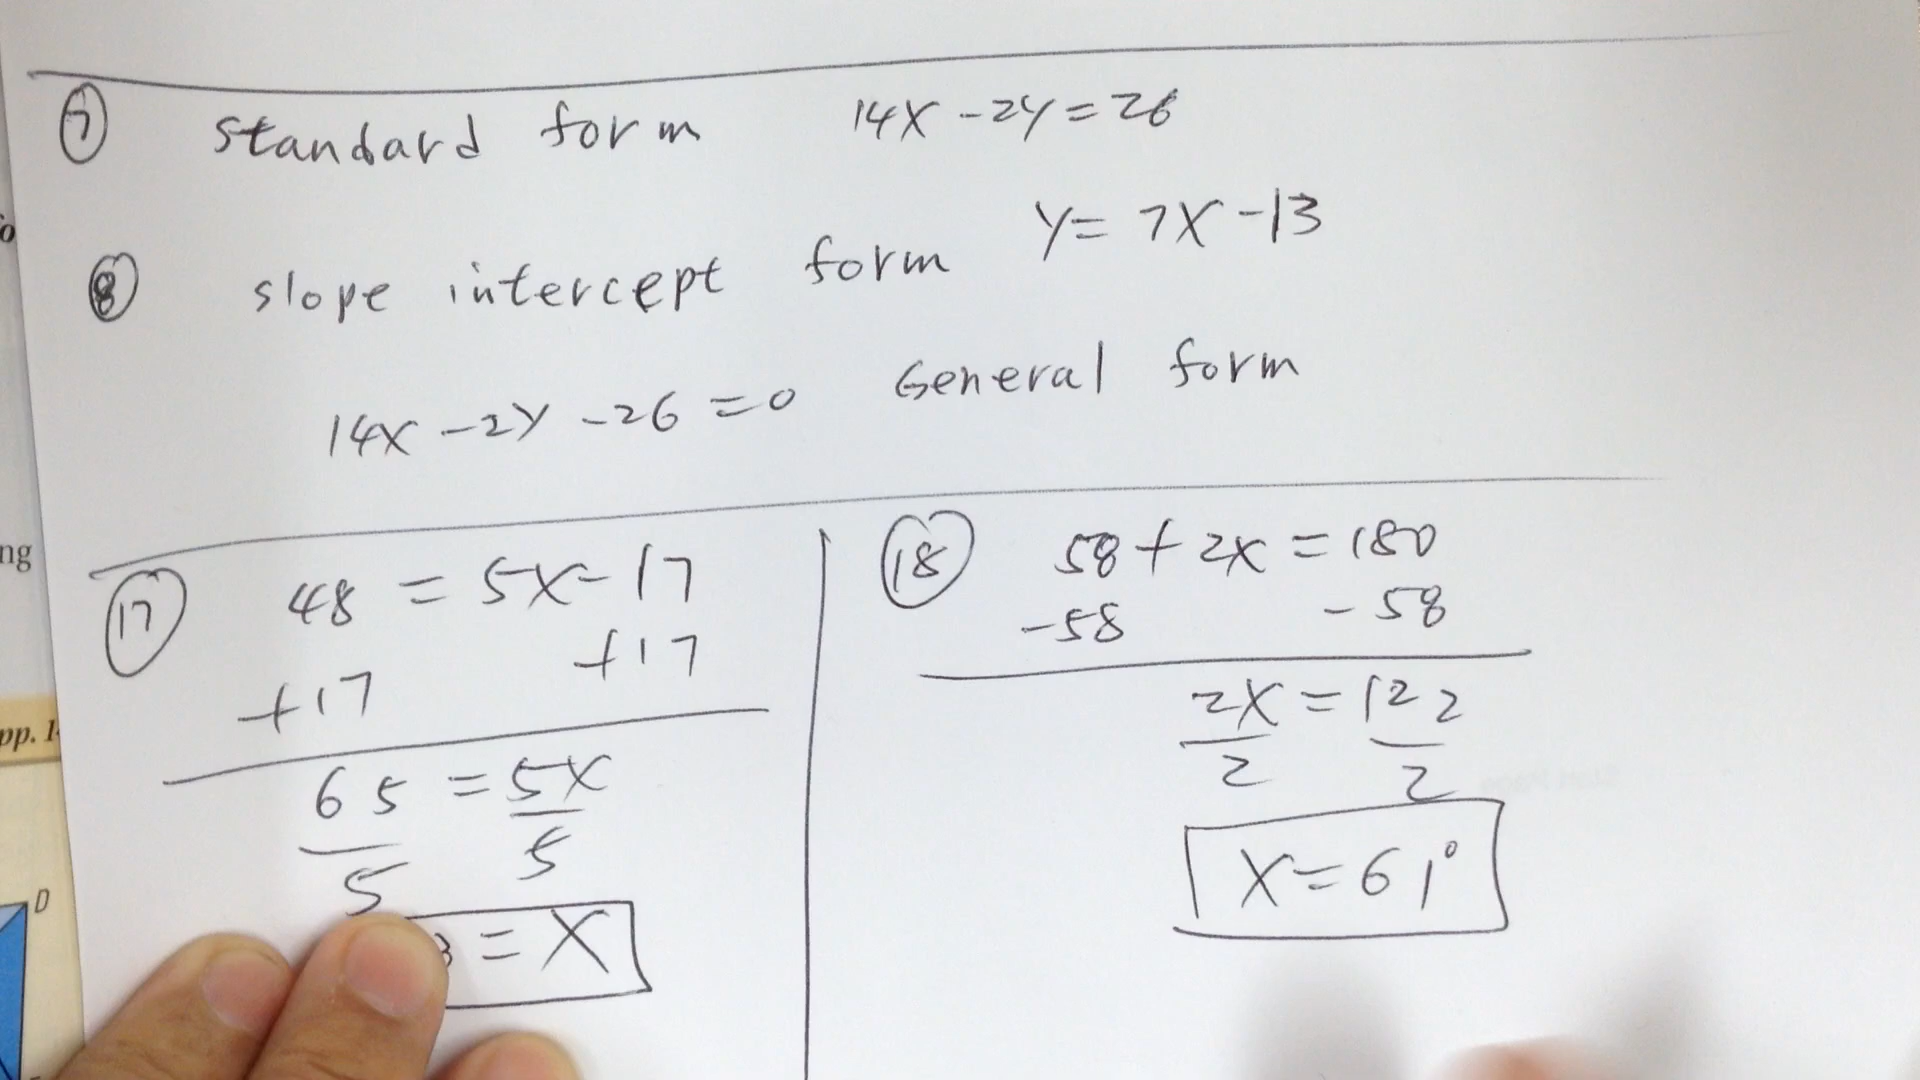 7 standard form 14X - 2Y = 26
8 slope intercept form Y = 7X - 13
14X - 2Y - 26 = 0 General form
17 48 = 5X - 17
+17 +17
65 = 5X
5 5
3 = X
18 58 + 2X = 180
-58 - 58
2X = 122
2 2
X = 61°
ng
pp. 1
D